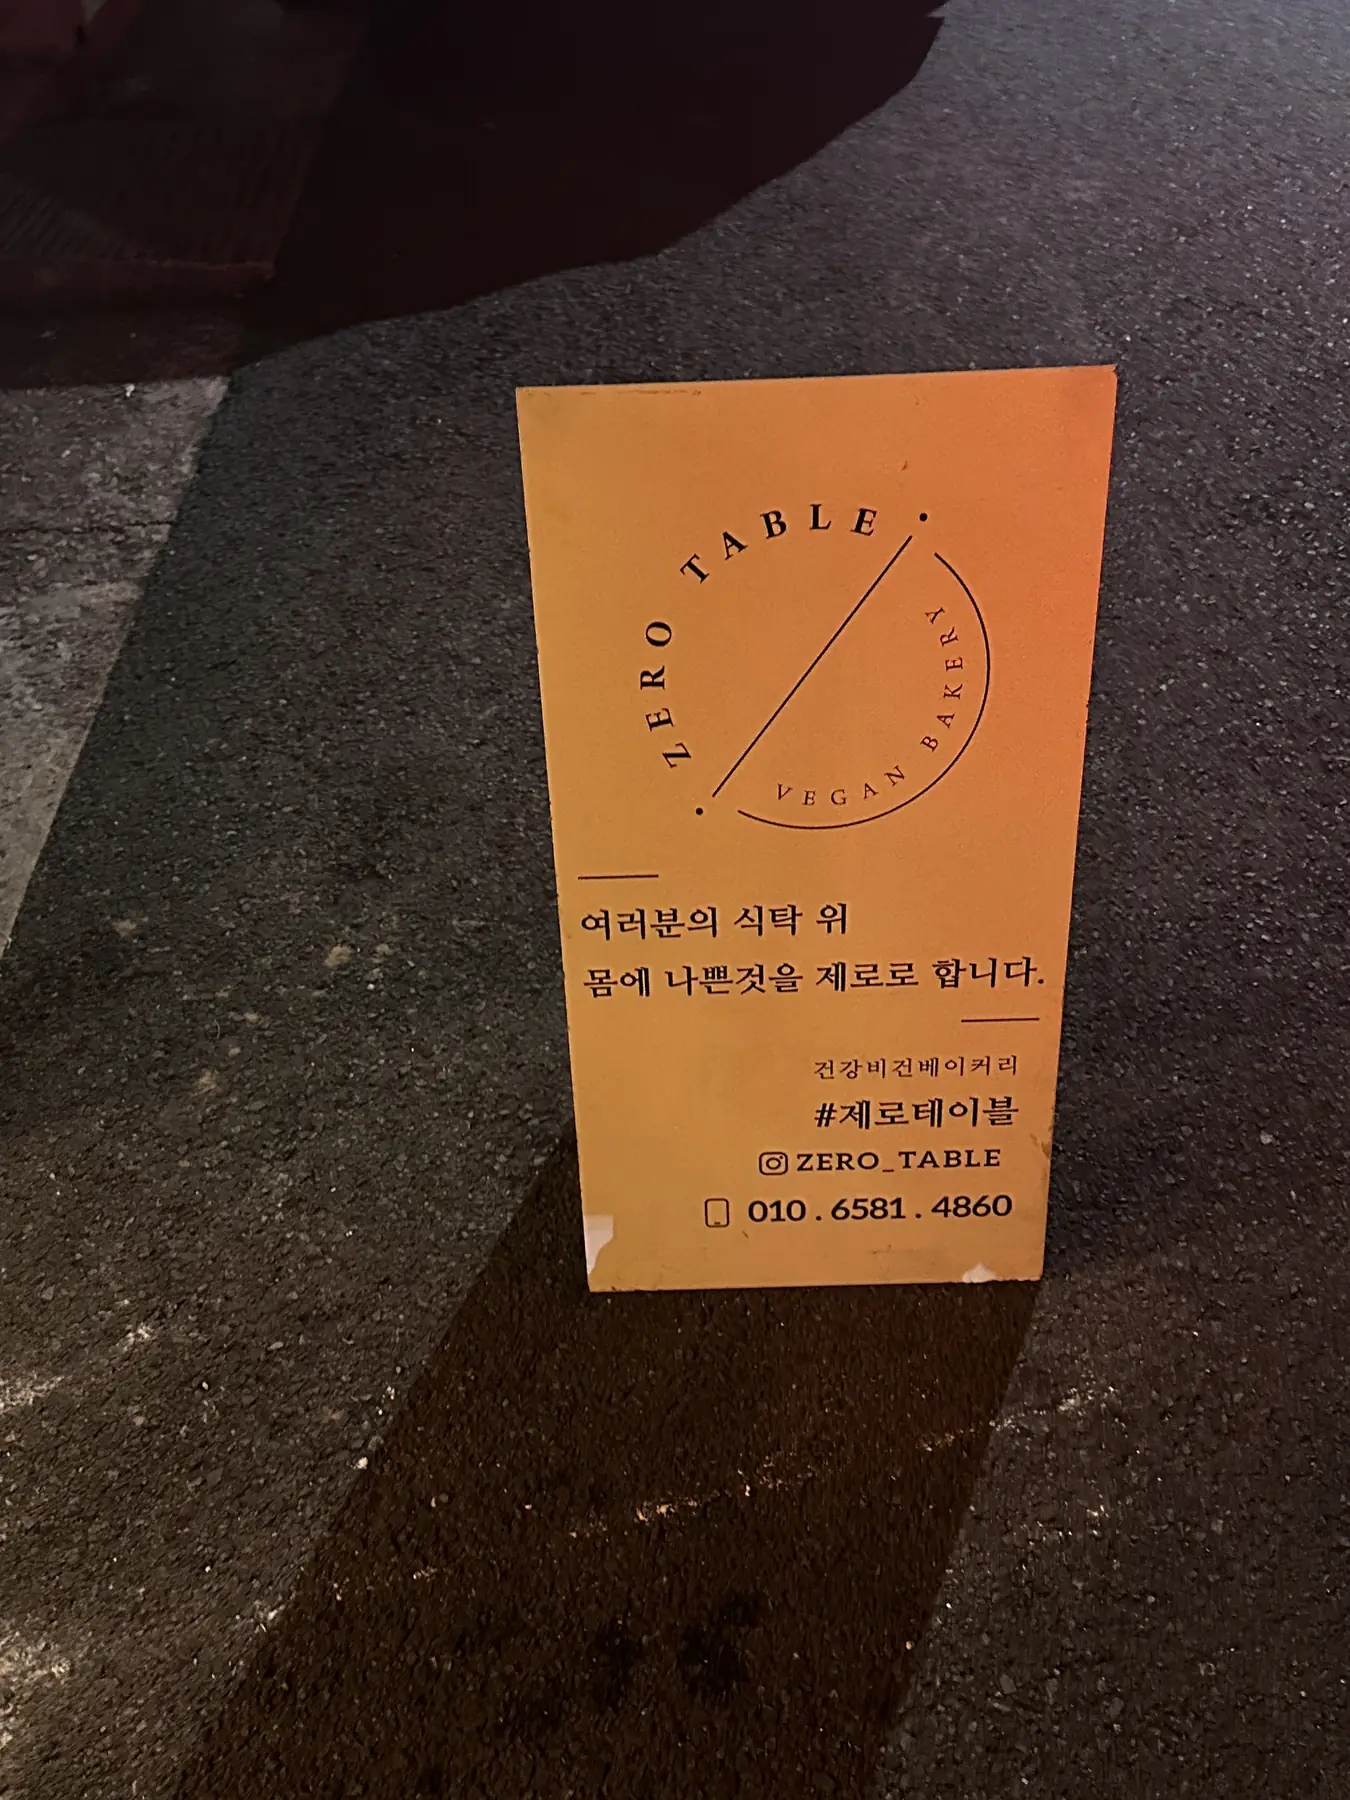 ZERO TABLE
VEGAN BAKERY
여러분의 식탁 위
몸에 나쁜것을 제로로 합니다.
건강비건베이커리
#제로테이블
ZERO_TABLE
010 . 6581 . 4860